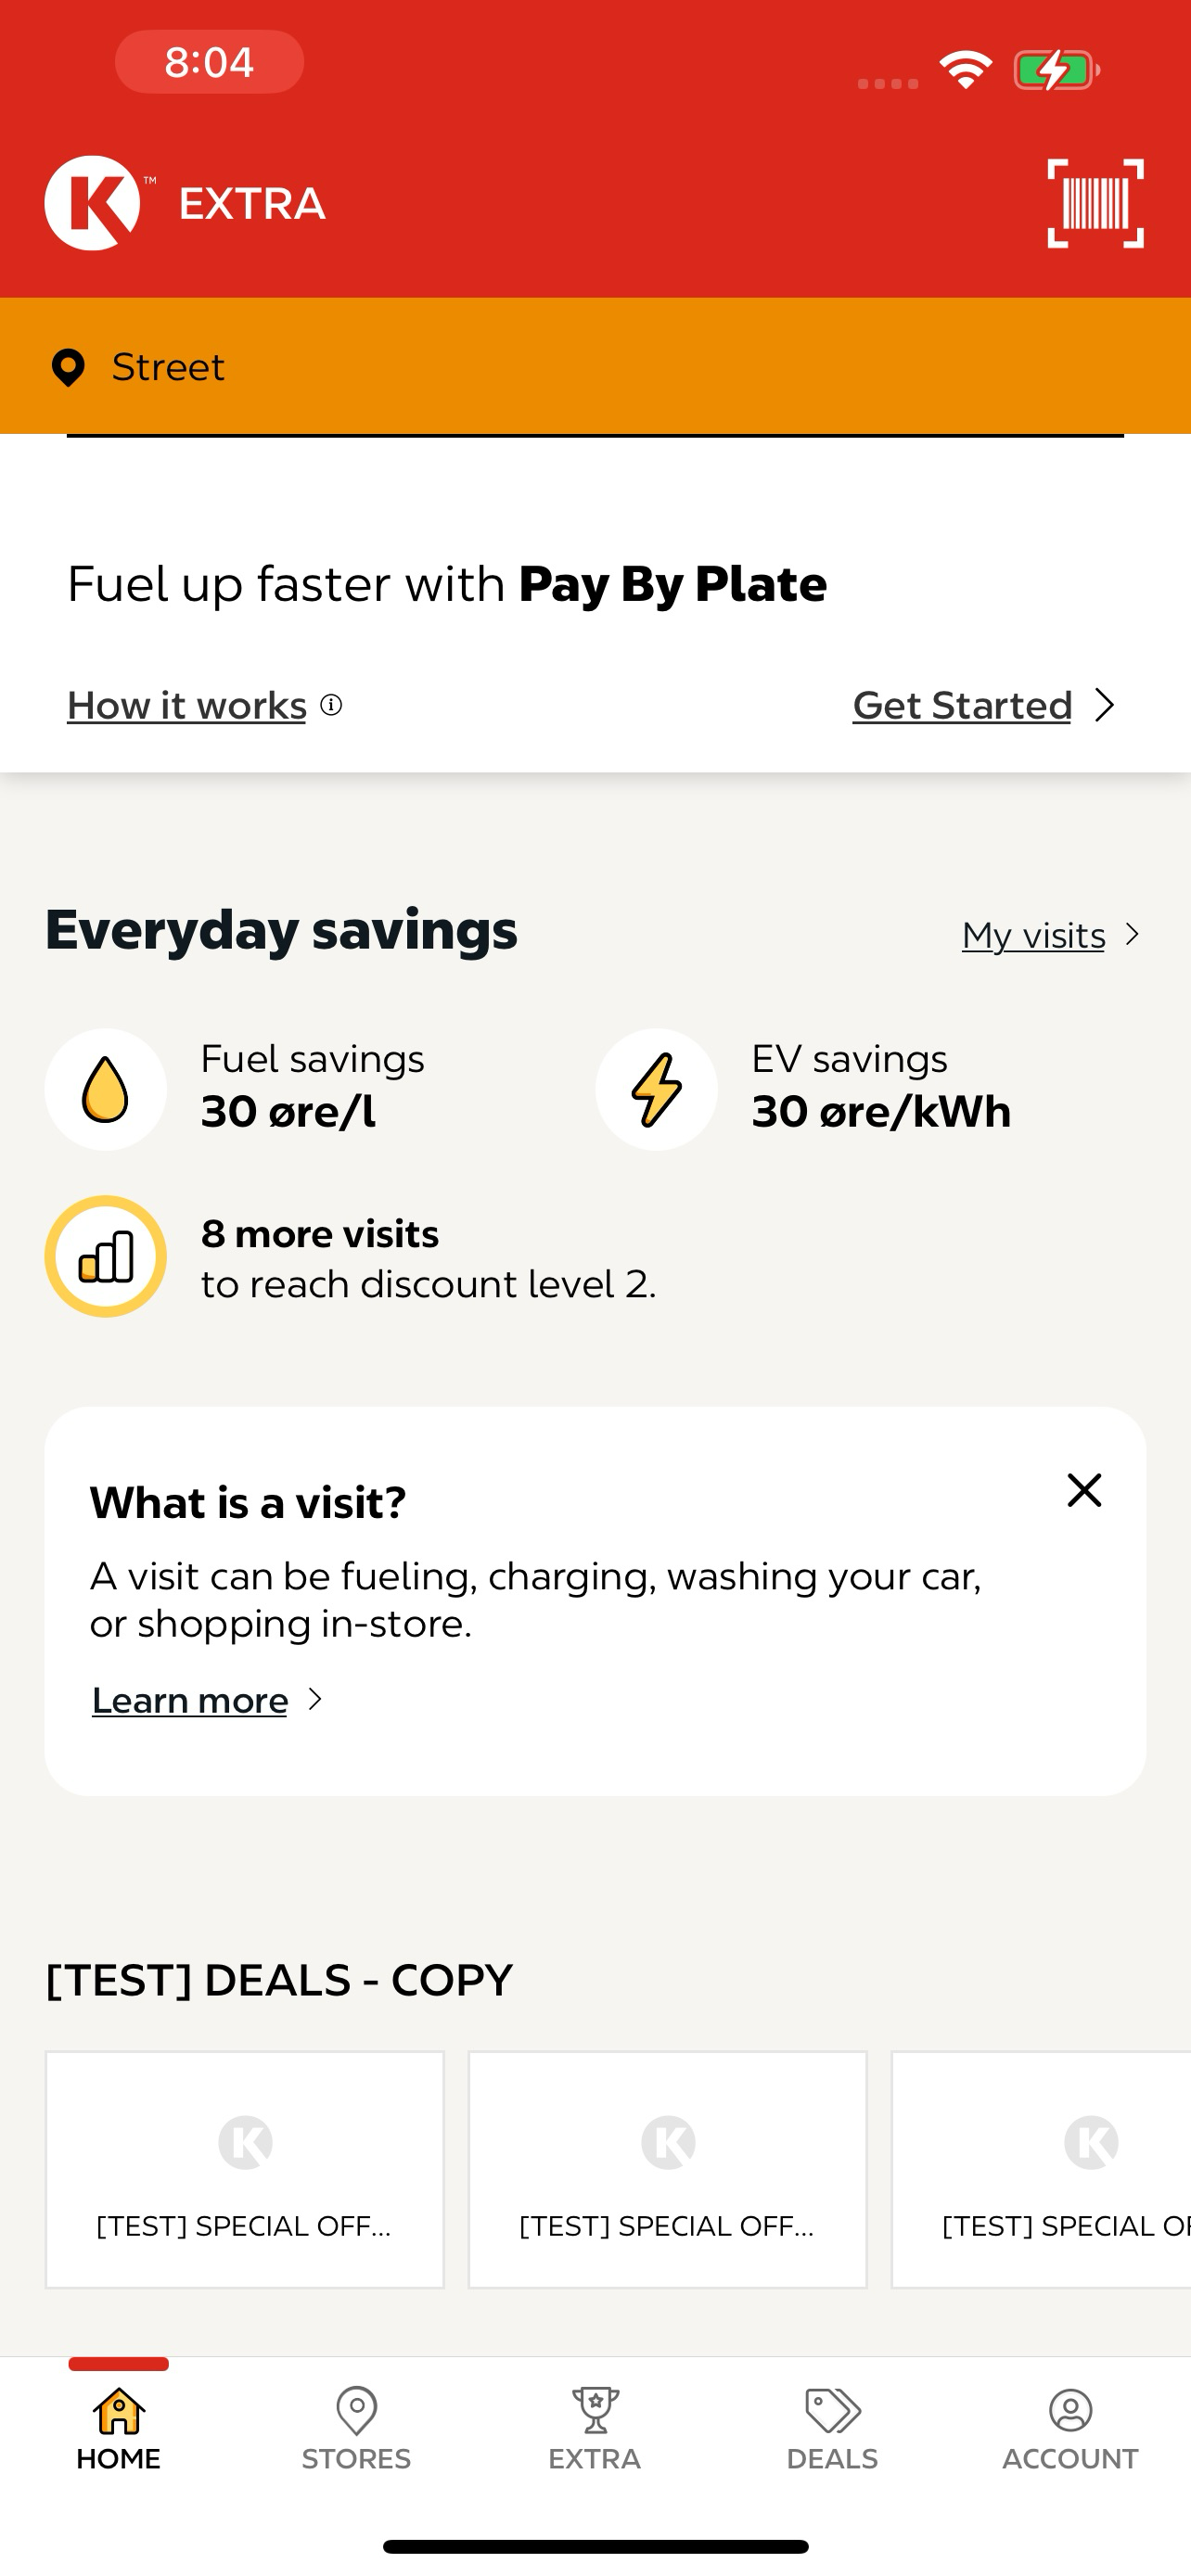 8:04
K™ EXTRA
Street
Fuel up faster with Pay By Plate
How it works
Get Started
Everyday savings
My visits
Fuel savings
30 øre/l
EV savings
30 øre/kWh
8 more visits
to reach discount level 2.
What is a visit?
A visit can be fueling, charging, washing your car,
or shopping in-store.
Learn more
[TEST] DEALS - COPY
K
[TEST] SPECIAL OFF...
K
[TEST] SPECIAL OFF...
K
[TEST] SPECIAL OF
HOME
STORES
EXTRA
DEALS
ACCOUNT